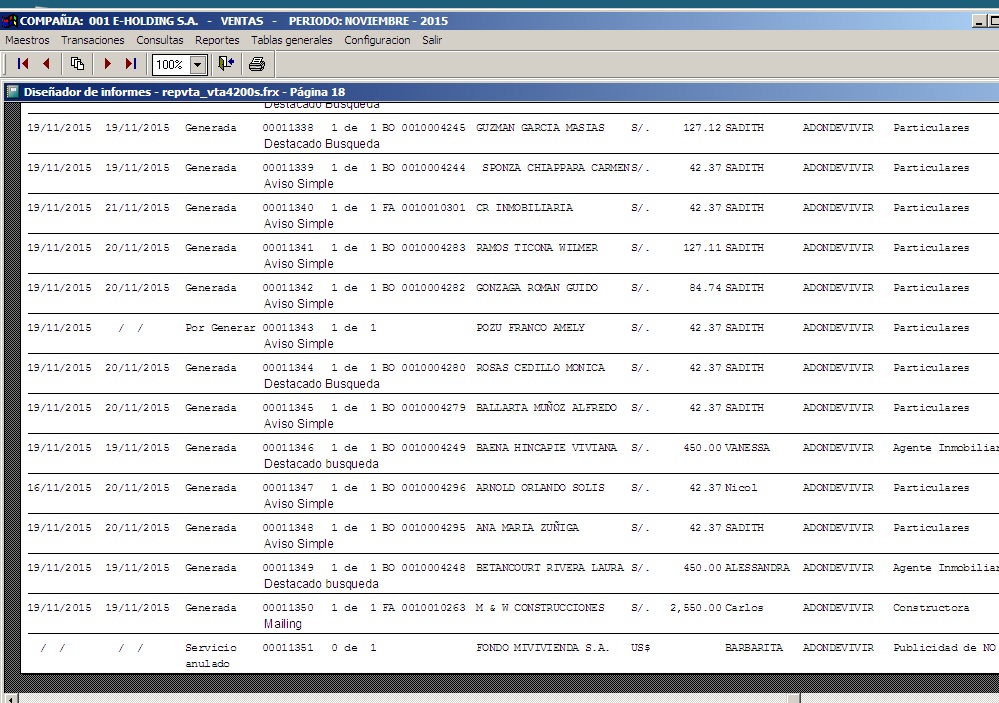 COMPAÑIA: 001 E-HOLDING S.A. - VENTAS - PERIODO: NOVIEMBRE - 2015
Maestros Transaciones Consultas Reportes Tablas generales Configuracion Salir
100%
Diseñador de informes - repvta_vta4200s.frx - Página 18
Destacado Busqueda
19/11/2015 19/11/2015 Generada 00011338 1 de 1 BO 0010004245 GUZMAN GARCIA MASIAS S/. 127.12 SADITH ADONDEVIVIR Particulares
Destacado Busqueda
19/11/2015 19/11/2015 Generada 00011339 1 de 1 BO 0010004244 SPONZA CHIAPPARA CARMEN S/. 42.37 SADITH ADONDEVIVIR Particulares
Aviso Simple
19/11/2015 21/11/2015 Generada 00011340 1 de 1 FA 0010010301 CR INMOBILIARIA S/. 42.37 SADITH ADONDEVIVIR Particulares
Aviso Simple
19/11/2015 20/11/2015 Generada 00011341 1 de 1 BO 0010004283 RAMOS TICONA WILMER S/. 127.11 SADITH ADONDEVIVIR Particulares
Aviso Simple
19/11/2015 20/11/2015 Generada 00011342 1 de 1 BO 0010004282 GONZAGA ROMAN GUIDO S/. 84.74 SADITH ADONDEVIVIR Particulares
Aviso Simple
19/11/2015 / / Por Generar 00011343 1 de 1 POZU FRANCO AMELY S/. 42.37 SADITH ADONDEVIVIR Particulares
Aviso Simple
19/11/2015 20/11/2015 Generada 00011344 1 de 1 BO 0010004280 ROSAS CEDILLO MONICA S/. 42.37 SADITH ADONDEVIVIR Particulares
Destacado Busqueda
19/11/2015 20/11/2015 Generada 00011345 1 de 1 BO 0010004279 BALLARTA MUÑOZ ALFREDO S/. 42.37 SADITH ADONDEVIVIR Particulares
Aviso Simple
19/11/2015 19/11/2015 Generada 00011346 1 de 1 BO 0010004249 BAENA HINCAPIE VIVIANA S/. 450.00 VANESSA ADONDEVIVIR Agente Inmobiliar
Destacado busqueda
16/11/2015 20/11/2015 Generada 00011347 1 de 1 BO 0010004296 ARNOLD ORLANDO SOLIS S/. 42.37 Nicol ADONDEVIVIR Particulares
Aviso Simple
19/11/2015 20/11/2015 Generada 00011348 1 de 1 BO 0010004295 ANA MARIA ZUÑIGA S/. 42.37 SADITH ADONDEVIVIR Particulares
Aviso Simple
19/11/2015 19/11/2015 Generada 00011349 1 de 1 BO 0010004248 BETANCOURT RIVERA LAURA S/. 450.00 ALESSANDRA ADONDEVIVIR Agente Inmobiliar
Destacado busqueda
19/11/2015 19/11/2015 Generada 00011350 1 de 1 FA 0010010263 M & W CONSTRUCCIONES S/. 2,550.00 Carlos ADONDEVIVIR Constructora
Mailing
/ / / / Servicio 00011351 0 de 1 FONDO MIVIVIENDA S.A. US$ BARBARITA ADONDEVIVIR Publicidad de NO
anulado